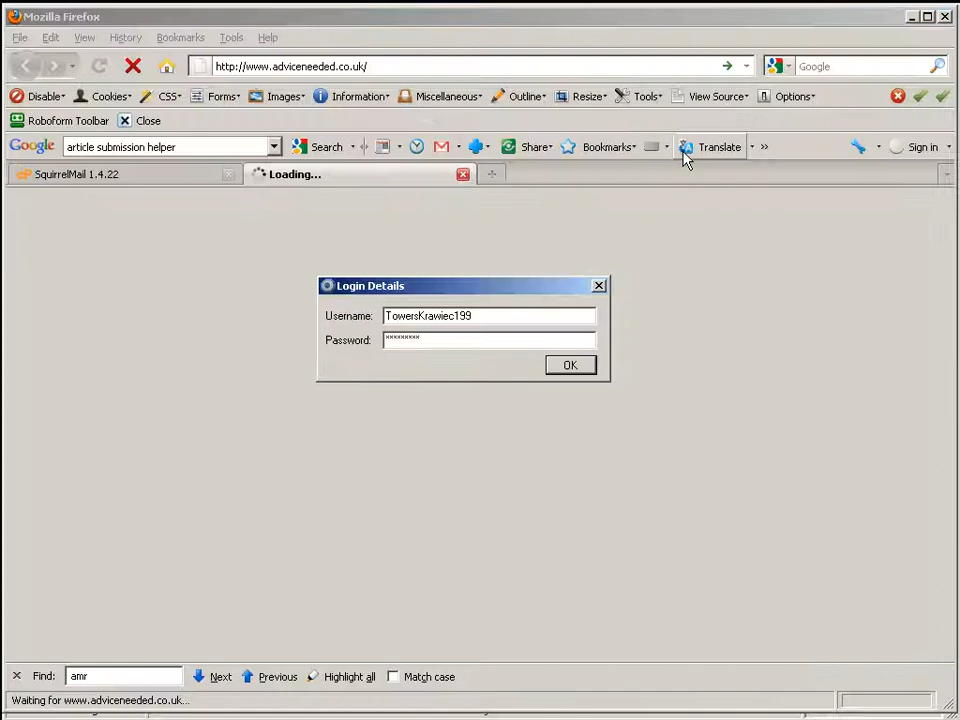 Mozilla Firefox
File Edit View History Bookmarks Tools Help
http://www.adviceneeded.co.uk/ Google
Disable Cookies CSS Forms Images Information Miscellaneous Outline Resize Tools View Source Options
Roboform Toolbar Close
Google article submission helper Search Share Bookmarks Translate » Sign in
SquirrelMail 1.4.22 Loading...
Login Details
Username: TowersKrawiec199
Password: *********
OK
Find: amr Next Previous Highlight all Match case
Waiting for www.adviceneeded.co.uk...